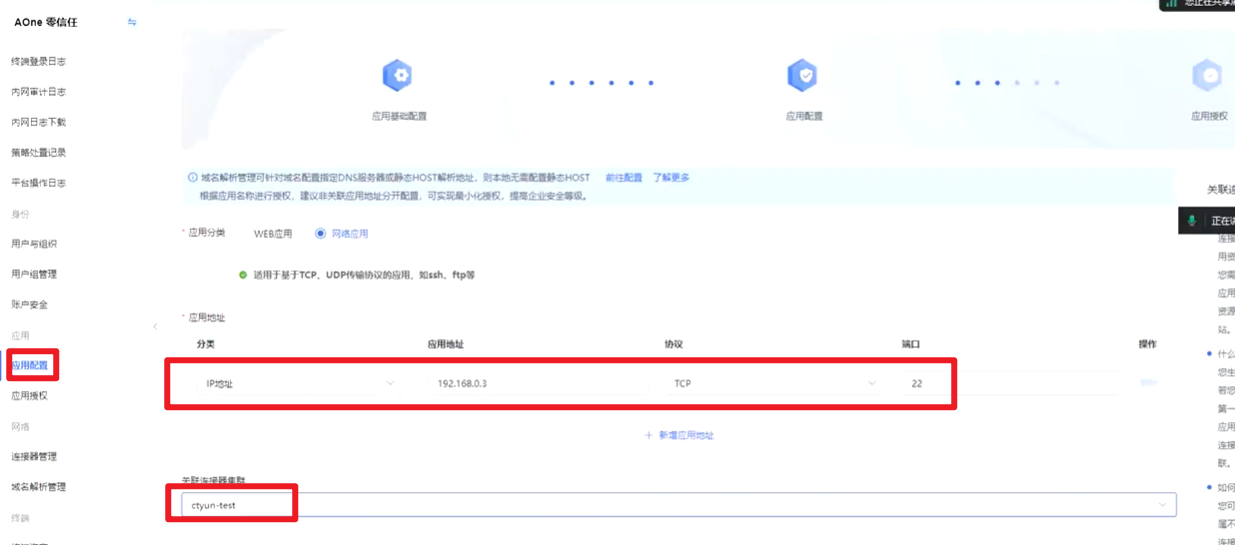 AOne 零信任
您正在共享
终端登录日志
内网审计日志
内网日志下载
策略处置记录
平台操作日志
身份
用户与组织
用户组管理
账户安全
应用
应用配置
应用授权
网络
连接器管理
域名解析管理
终端
应用基础配置
应用配置
应用授权
域名解析管理可针对域名配置指定DNS服务器或静态HOST解析地址，则本地无需配置静态HOST 前往配置 了解更多
根据应用名称进行授权，建议非关联应用地址分开配置，可实现最小化授权，提高企业安全等级。
* 应用分类 WEB应用 网络应用
适用于基于TCP、UDP传输协议的应用，如ssh、ftp等
* 应用地址
分类 应用地址 协议 端口 操作
IP地址 192.168.0.3 TCP 22
+ 新增应用地址
关联连接器集群
ctyun-test
关联连
正在讲
连接
用资
您需
应用
资源
站。
什么
您生
若您
第一
应用
连接
联。
如何
您可
属不
连接